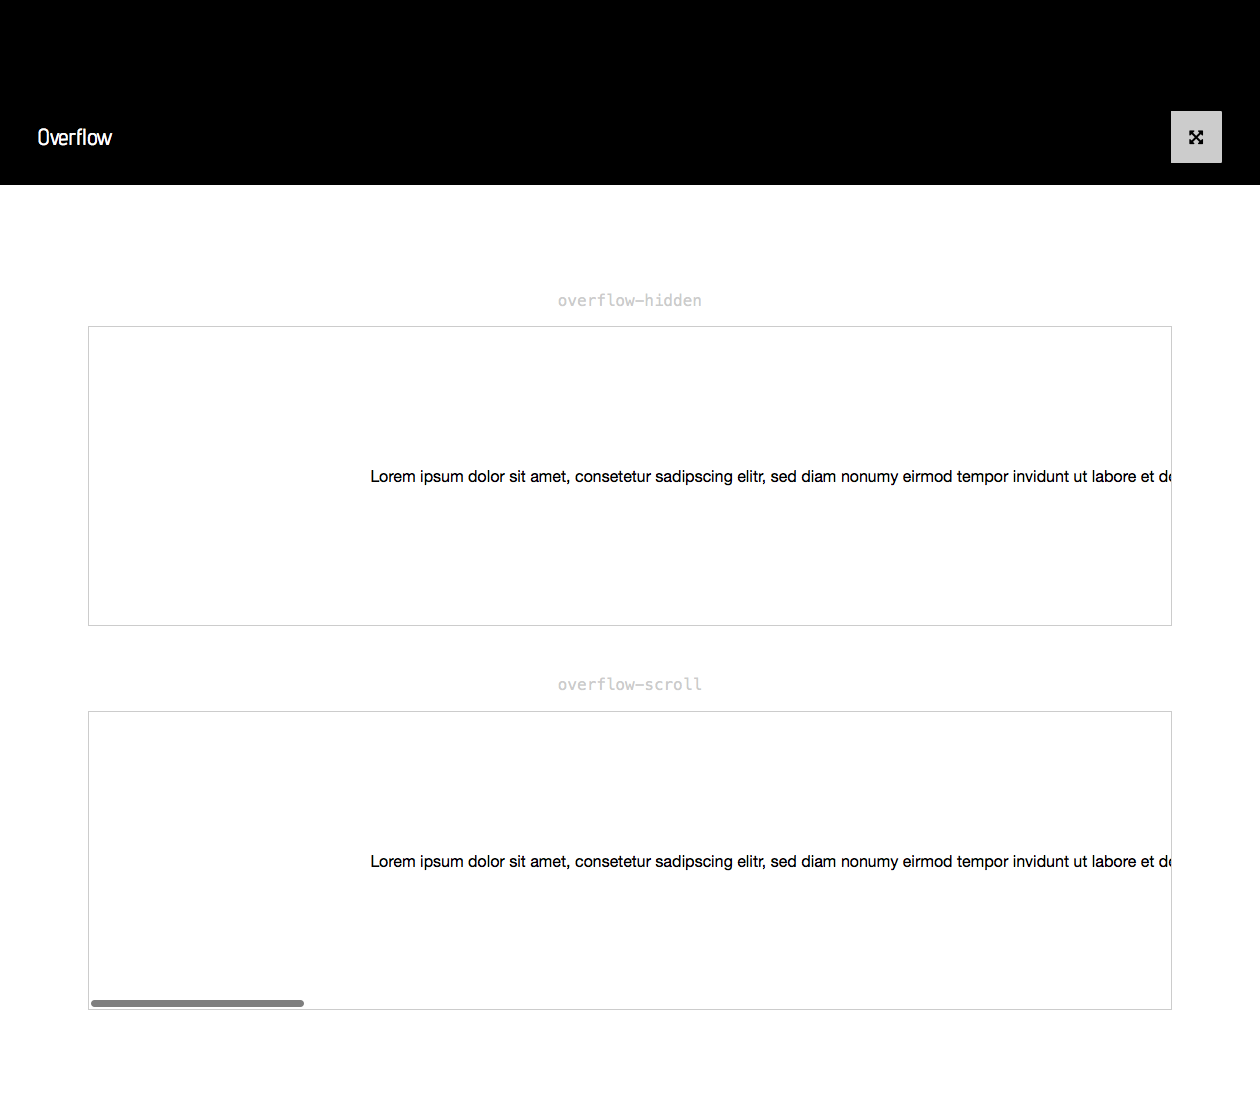 Overflow
overflow-hidden
Lorem ipsum dolor sit amet, consetetur sadipscing elitr, sed diam nonumy eirmod tempor invidunt ut labore et
overflow-scroll
Lorem ipsum dolor sit amet, consetetur sadipscing elitr, sed diam nonumy eirmod tempor invidunt ut labore et